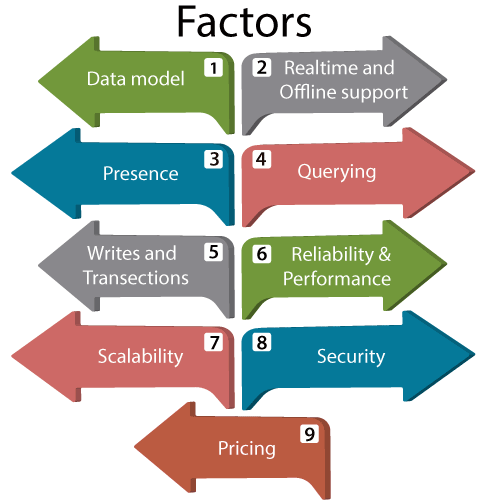 Factors
1
Data model
2
Realtime and
Offline support
3
Presence
4
Querying
5
Writes and
Transections
6
Reliability &
Performance
7
Scalability
8
Security
9
Pricing